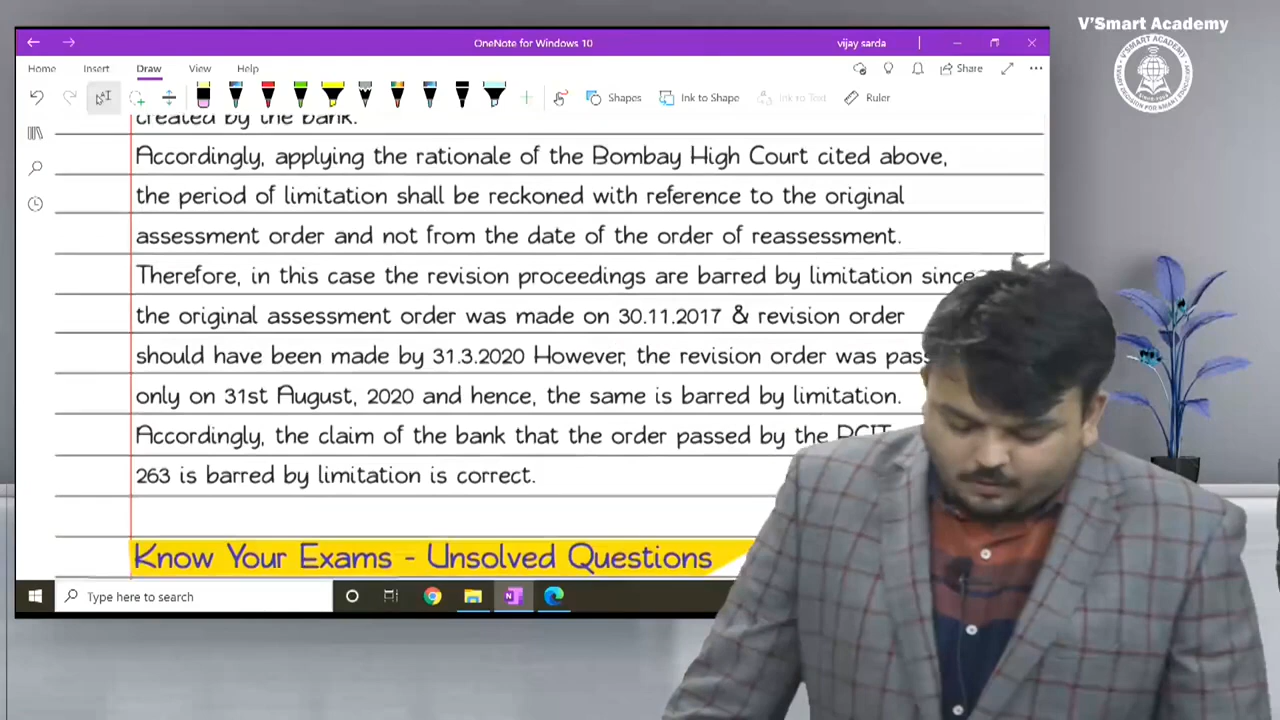 V'Smart Academy
OneNote for Windows 10
vijay sarda
Home Insert Draw View Help
Share
Shapes
Ink to Shape
Ink to Text
Ruler
created by the bank.
Accordingly, applying the rationale of the Bombay High Court cited above,
the period of limitation shall be reckoned with reference to the original
assessment order and not from the date of the order of reassessment.
Therefore, in this case the revision proceedings are barred by limitation since
the original assessment order was made on 30.11.2017 & revision order
should have been made by 31.3.2020 However, the revision order was pas
only on 31st August, 2020 and hence, the same is barred by limitation.
Accordingly, the claim of the bank that the order passed by the PCIT
263 is barred by limitation is correct.
Know Your Exams - Unsolved Questions
Type here to search